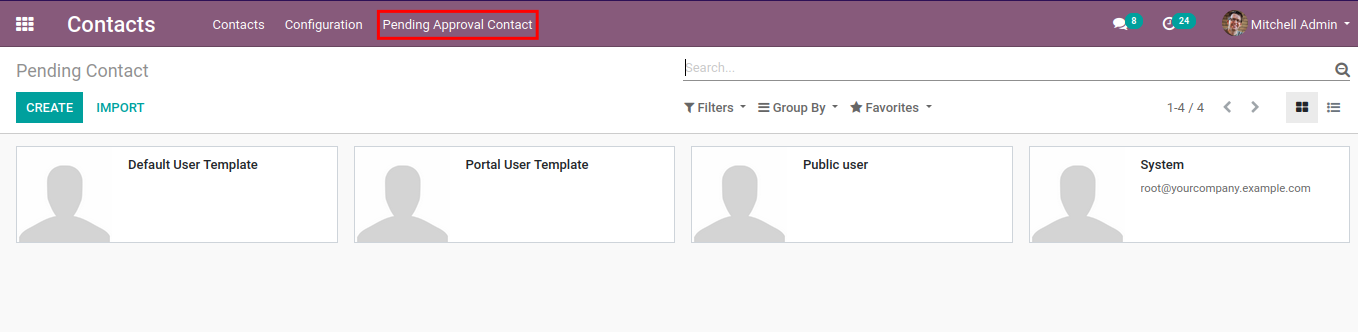 Contacts Contacts Configuration Pending Approval Contact 8 24 Mitchell Admin
Pending Contact Search...
CREATE IMPORT Filters Group By Favorites 1-4 / 4
Default User Template Portal User Template Public user System
root@yourcompany.example.com